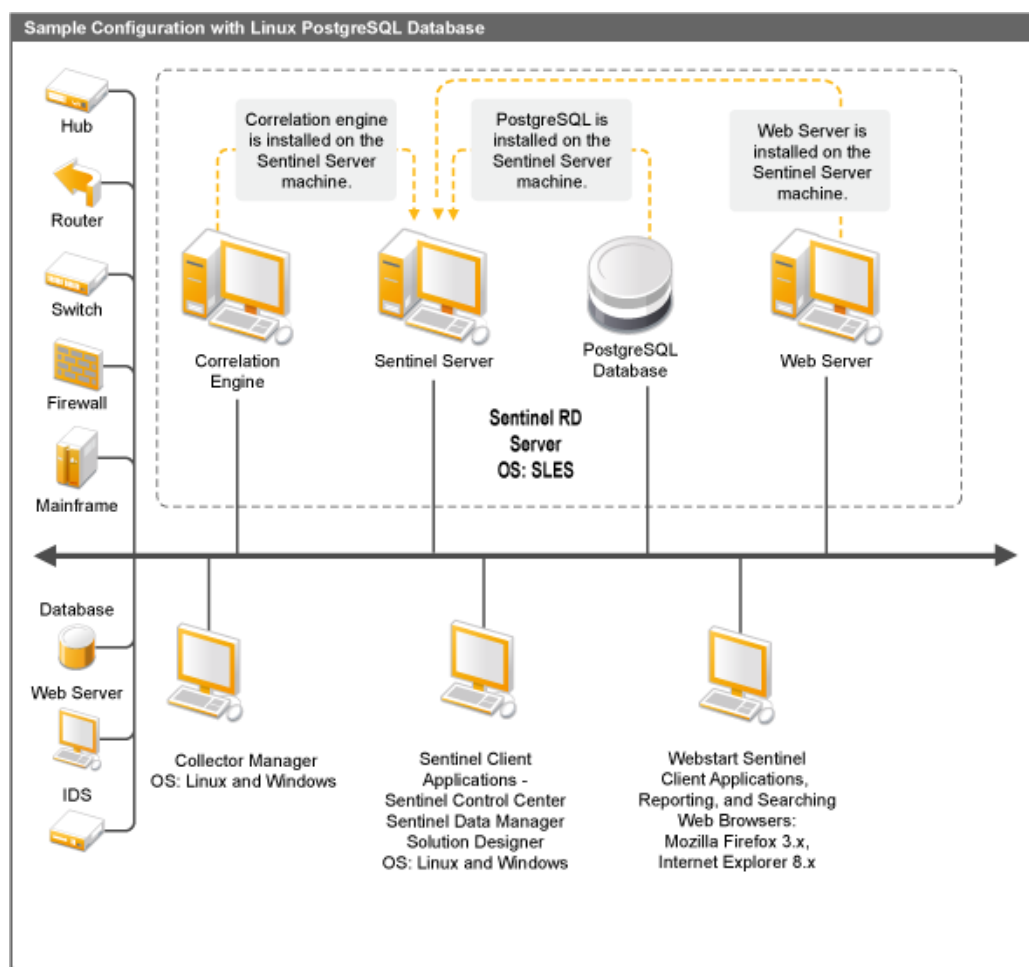 Sample Configuration with Linux PostgreSQL Database
Hub
Router
Switch
Firewall
Mainframe
Correlation engine
is installed on the
Sentinel Server
machine.
PostgreSQL is
installed on the
Sentinel Server
machine.
Web Server is
installed on the
Sentinel Server
machine.
Correlation
Engine
Sentinel Server
PostgreSQL
Database
Web Server
Sentinel RD
Server
OS: SLES
Database
Web Server
IDS
Collector Manager
OS: Linux and Windows
Sentinel Client
Applications -
Sentinel Control Center
Sentinel Data Manager
Solution Designer
OS: Linux and Windows
Webstart Sentinel
Client Applications,
Reporting, and Searching
Web Browsers:
Mozilla Firefox 3.x,
Internet Explorer 8.x